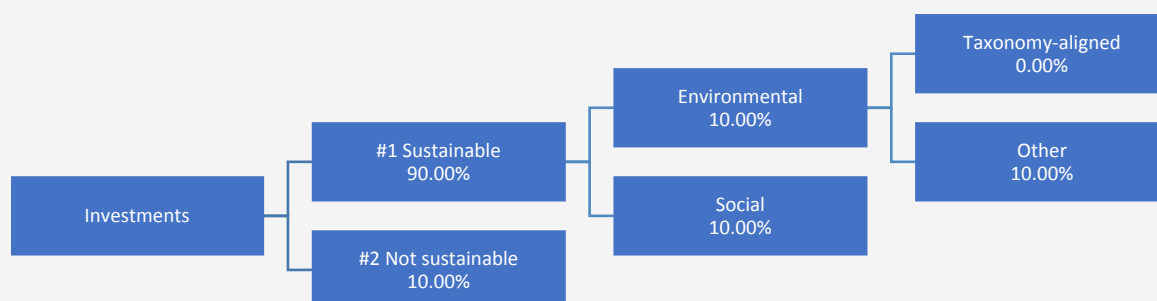 Investments
#1 Sustainable
90.00%
#2 Not sustainable
10.00%
Environmental
10.00%
Social
10.00%
Taxonomy-aligned
0.00%
Other
10.00%